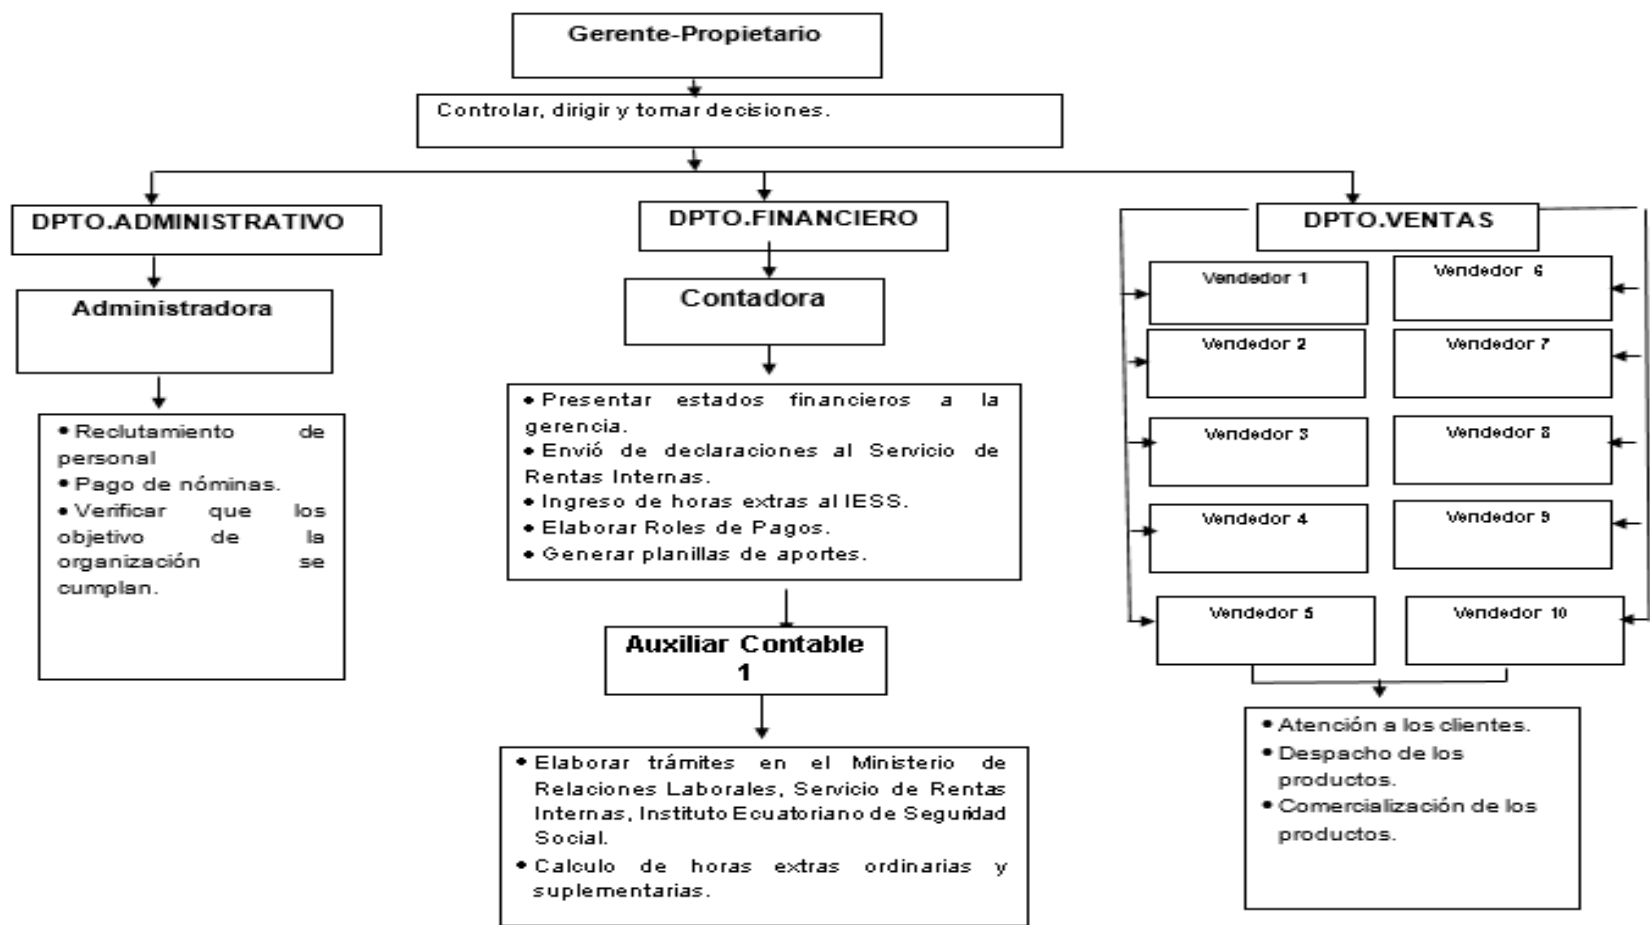 Gerente-Propietario
Controlar, dirigir y tomar decisiones.
DPTO.ADMINISTRATIVO
Administradora
• Reclutamiento de
personal
• Pago de nóminas.
• Verificar que los
objetivo de la
organización se
cumplan.
DPTO.FINANCIERO
Contadora
• Presentar estados financieros a la
gerencia.
• Envió de declaraciones al Servicio de
Rentas Internas.
• Ingreso de horas extras al IESS.
• Elaborar Roles de Pagos.
• Generar planillas de aportes.
Auxiliar Contable
1
• Elaborar trámites en el Ministerio de
Relaciones Laborales, Servicio de Rentas
Internas, Instituto Ecuatoriano de Seguridad
Social.
• Calculo de horas extras ordinarias y
suplementarias.
DPTO.VENTAS
Vendedor 1
Vendedor 6
Vendedor 2
Vendedor 7
Vendedor 3
Vendedor 8
Vendedor 4
Vendedor 9
Vendedor 5
Vendedor 10
• Atención a los clientes.
• Despacho de los
productos.
• Comercialización de los
productos.